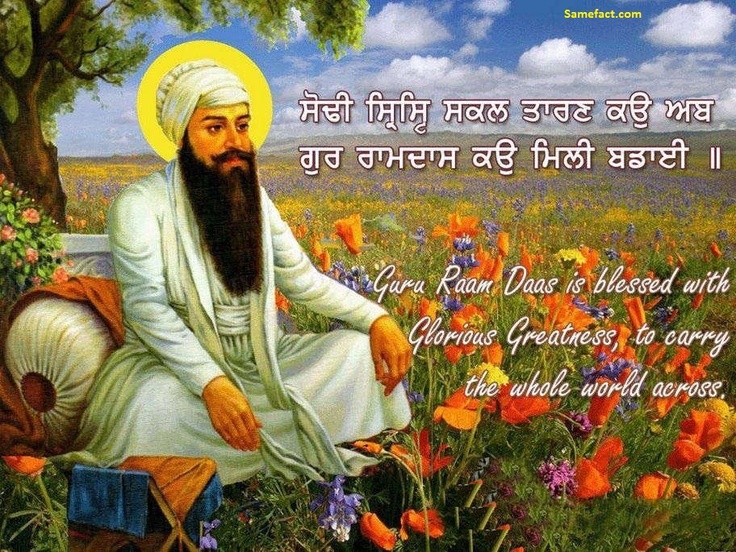 Samefact.com
ਸੋਢੀ ਸ੍ਰਿਸ੍ਟਿ ਸਕਲ ਤਾਰਣ ਕਉ ਅਬ
ਗੁਰ ਰਾਮਦਾਸ ਕਉ ਮਿਲੀ ਬਡਾਈ ॥
Guru Raam Daas is blessed with
Glorious Greatness, to carry
the whole world across.